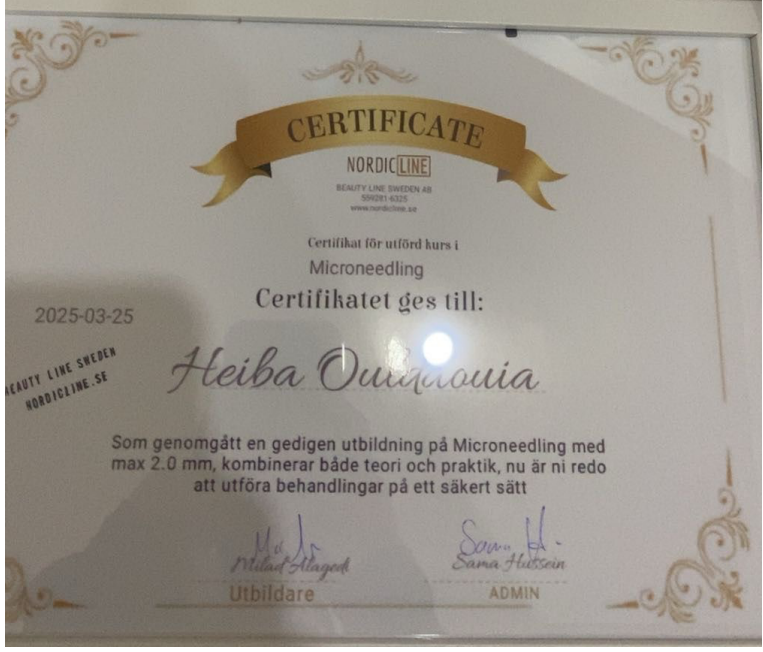 CERTIFICATE
NORDIC LINE
BEAUTY LINE SWEDEN AB
559281-6325
www.nordicline.se
Certifikat för utförd kurs i
Microneedling
Certifikatet ges till:
2025-03-25
BEAUTY LINE SWEDEN
NORDICLINE.SE
Heiba
Som genomgått en gedigen utbildning på Microneedling med
max 2.0 mm, kombinerar både teori och praktik, nu är ni redo
att utföra behandlingar på ett säkert sätt
Milad Alagedi
Sama Hussein
Utbildare
ADMIN